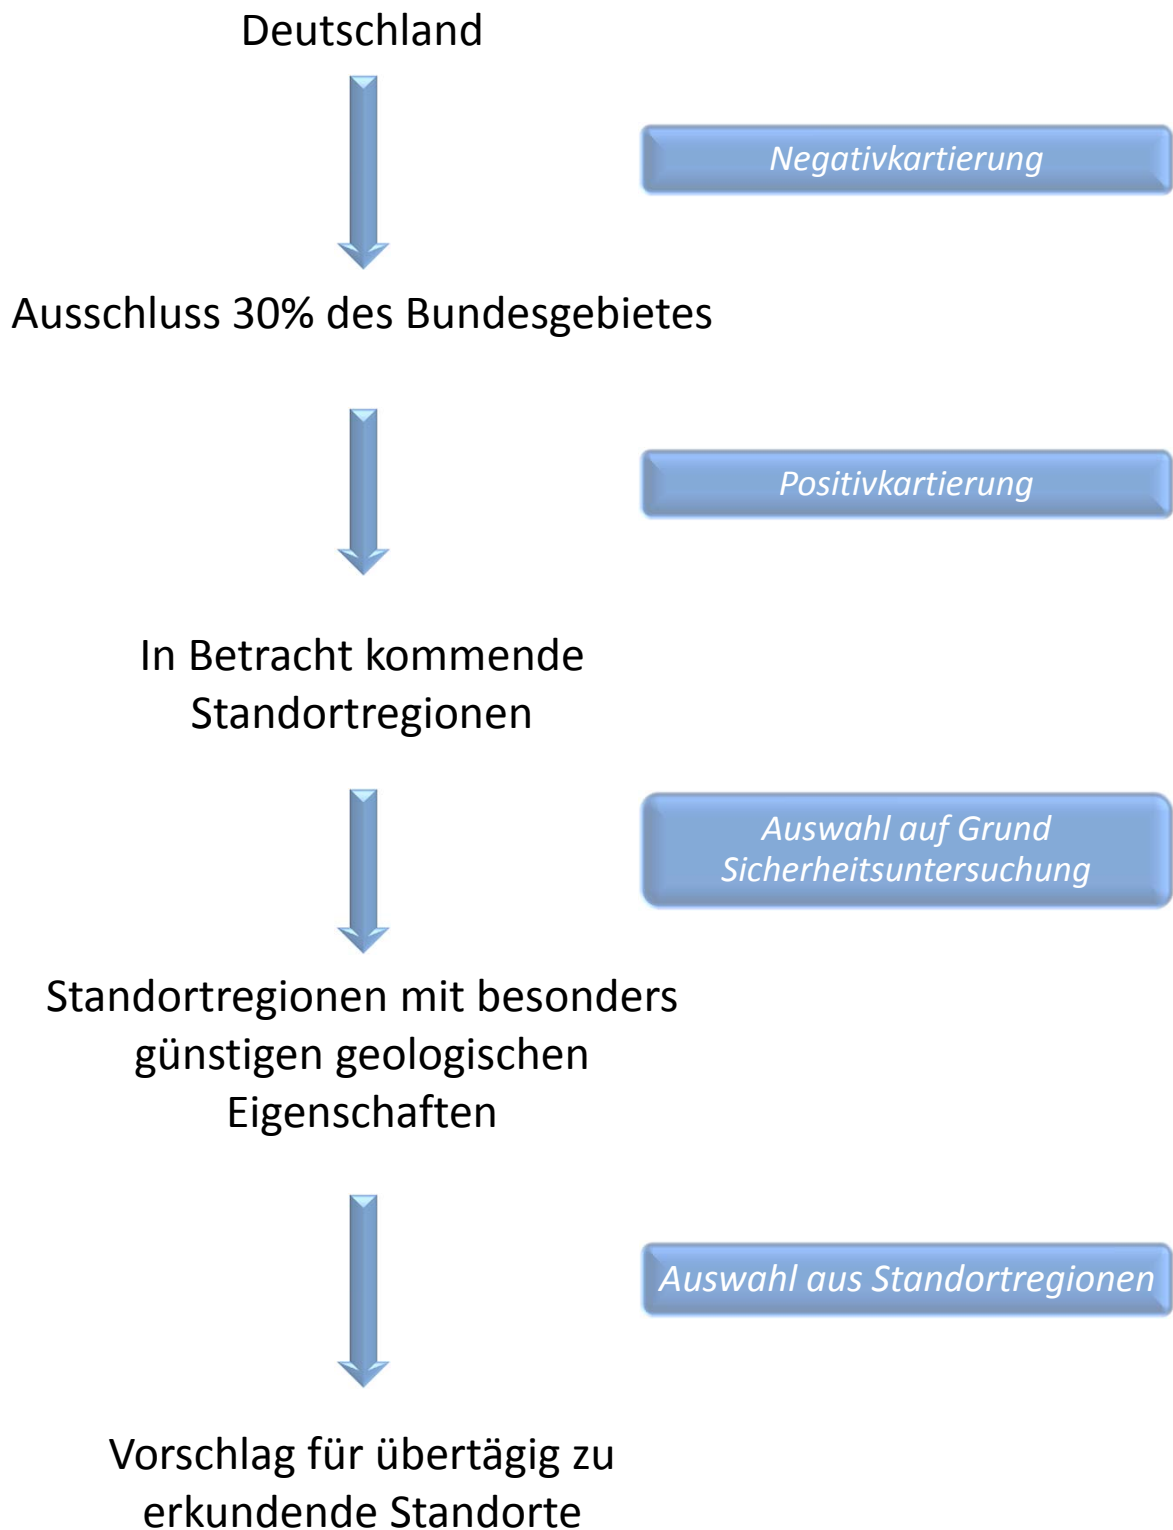 Deutschland
Negativkartierung
Ausschluss 30% des Bundesgebietes
Positivkartierung
In Betracht kommende
Standortregionen
Auswahl auf Grund
Sicherheitsuntersuchung
Standortregionen mit besonders
günstigen geologischen
Eigenschaften
Auswahl aus Standortregionen
Vorschlag für übertägig zu
erkundende Standorte